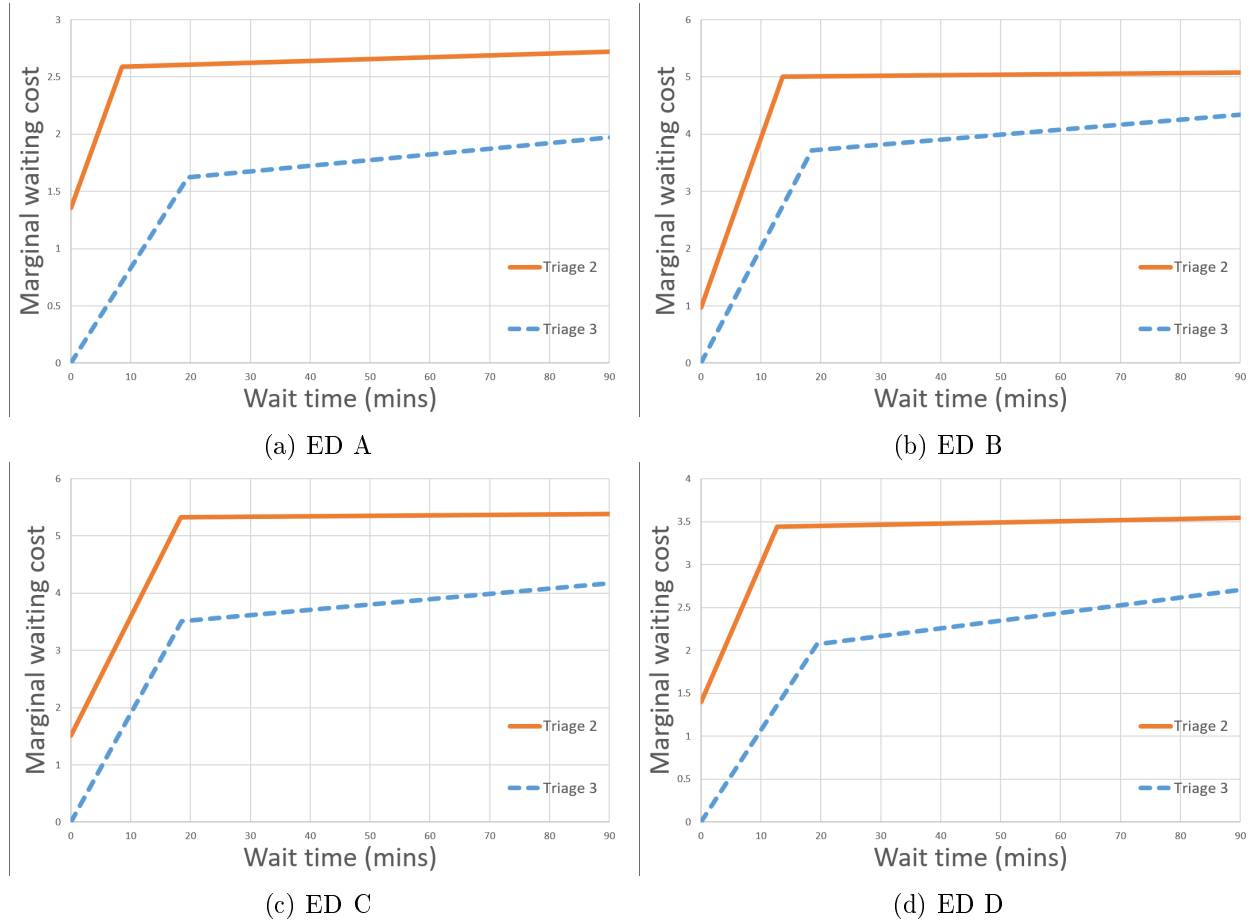 Marginal waiting cost
3
2.5
2
1.5
1
0.5
0
0 10 20 30 40 50 60 70 80 90
Wait time (mins)
Triage 2
Triage 3
(a) ED A
Marginal waiting cost
6
5
4
3
2
1
0
0 10 20 30 40 50 60 70 80 90
Wait time (mins)
Triage 2
Triage 3
(b) ED B
Marginal waiting cost
6
5
4
3
2
1
0
0 10 20 30 40 50 60 70 80 90
Wait time (mins)
Triage 2
Triage 3
(c) ED C
Marginal waiting cost
4
3.5
3
2.5
2
1.5
1
0.5
0
0 10 20 30 40 50 60 70 80 90
Wait time (mins)
Triage 2
Triage 3
(d) ED D